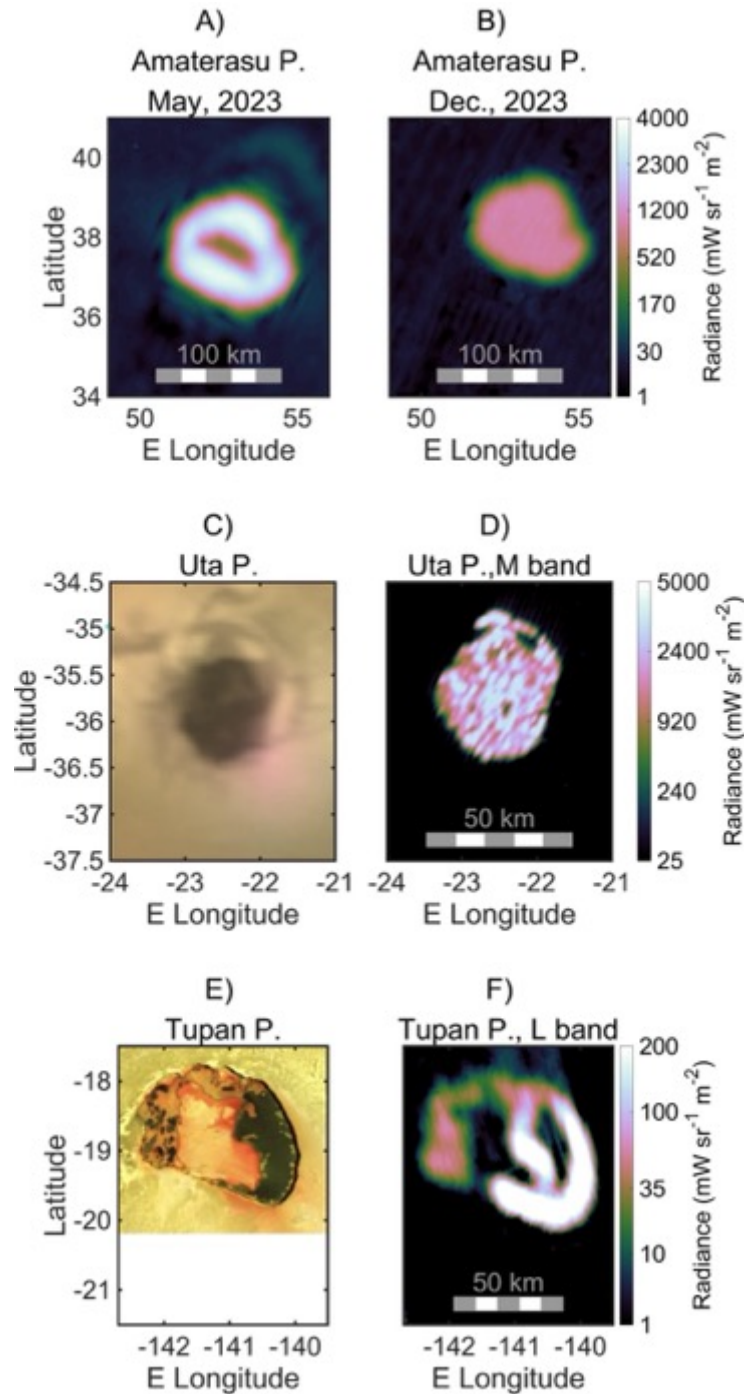 A)
Amaterasu P.
May, 2023
B)
Amaterasu P.
Dec., 2023
40
38
36
34
Latitude
100 km
50
55
E Longitude
100 km
50
55
E Longitude
4000
2300
1200
520
170
30
1
Radiance (mW sr-1 m-2)
C)
Uta P.
-34.5
-35
-35.5
-36
-36.5
-37
-37.5
Latitude
-24
-23
-22
-21
E Longitude
D)
Uta P.,M band
50 km
-24
-23
-22
-21
E Longitude
5000
2400
920
240
25
Radiance (mW sr-1 m-2)
E)
Tupan P.
-18
-19
-20
-21
Latitude
-142
-141
-140
E Longitude
F)
Tupan P., L band
50 km
-142
-141
-140
E Longitude
200
100
35
10
1
Radiance (mW sr-1 m-2)